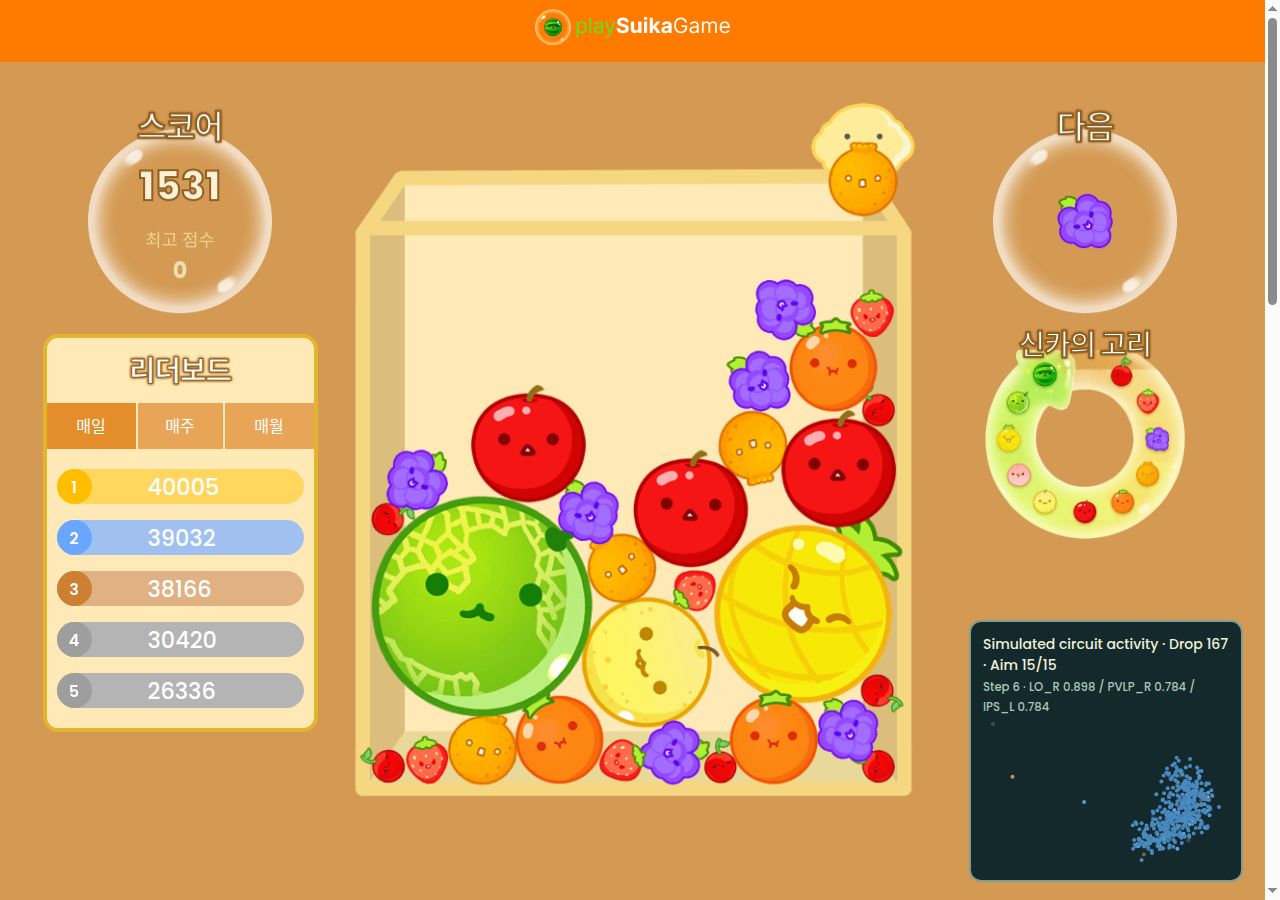 playSuikaGame
스코어
1531
최고 점수
0
다음
리더보드
매일 매주 매월
1 40005
2 39032
3 38166
4 30420
5 26336
신카의 고리
Simulated circuit activity · Drop 167
· Aim 15/15
Step 6 · LO_R 0.898 / PVLP_R 0.784 /
IPS_L 0.784